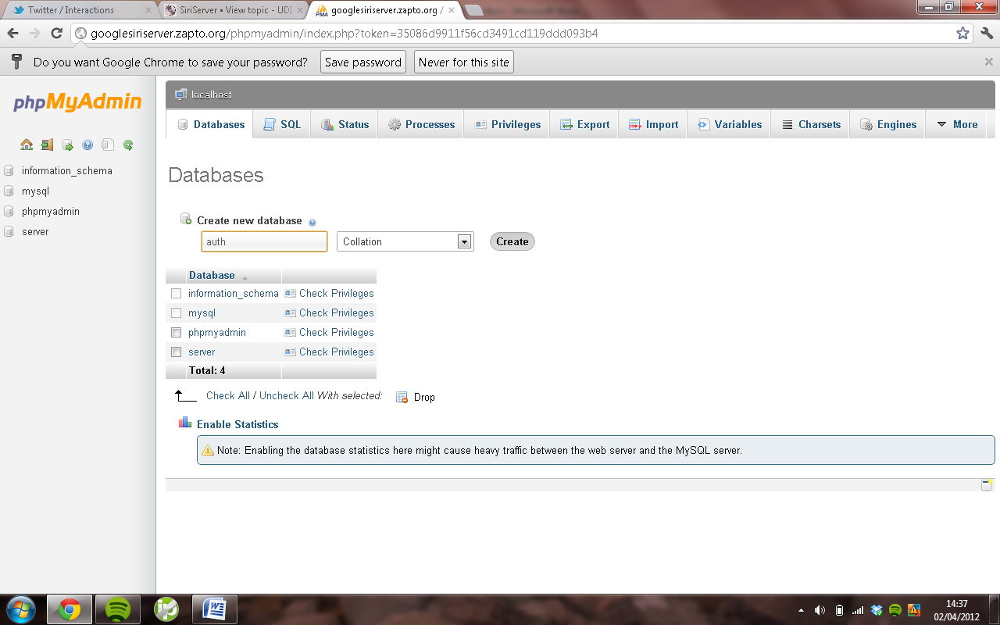 Twitter / Interactions
SiriServer • View topic - UDI
googlesiriserver.zapto.org /
googlesiriserver.zapto.org/phpmyadmin/index.php?token=35086d9911f56cd3491cd119ddd093b4
Do you want Google Chrome to save your password? Save password Never for this site
phpMyAdmin
information_schema
mysql
phpmyadmin
server
localhost
Databases SQL Status Processes Privileges Export Import Variables Charsets Engines More
Databases
Create new database
auth Collation Create
Database
information_schema Check Privileges
mysql Check Privileges
phpmyadmin Check Privileges
server Check Privileges
Total: 4
Check All / Uncheck All With selected: Drop
Enable Statistics
Note: Enabling the database statistics here might cause heavy traffic between the web server and the MySQL server.
14:37
02/04/2012